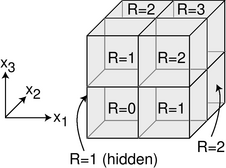 R=2 R=3
x₃
R=1 R=2
x₂
R=0 R=1
x₁
R=2
R=1 (hidden)